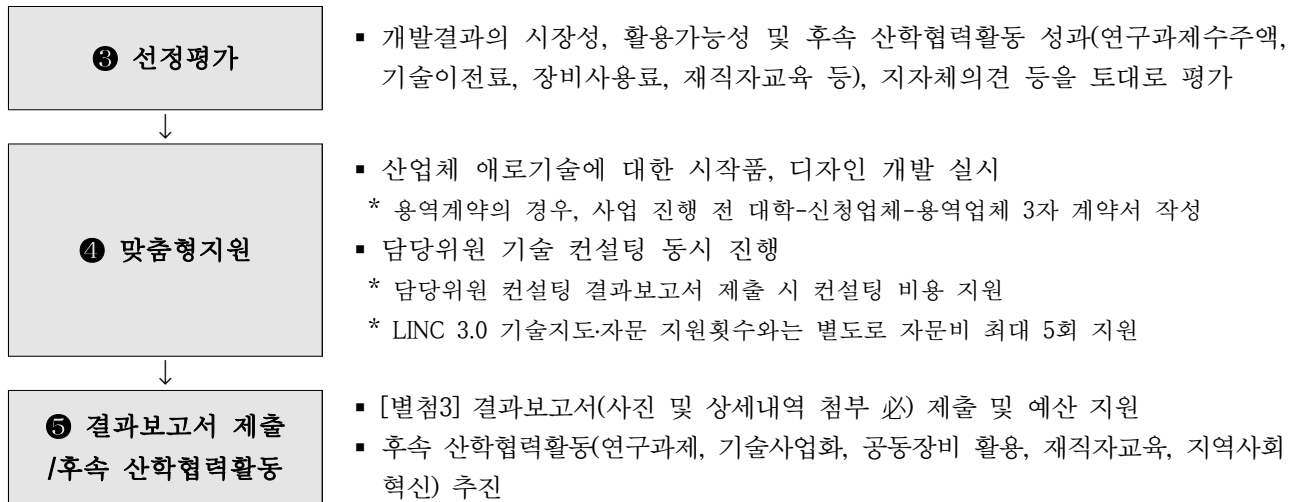 ❸ 선정평가
▪ 개발결과의 시장성, 활용가능성 및 후속 산학협력활동 성과(연구과제수주액,
기술이전료, 장비사용료, 재직자교육 등), 지자체의견 등을 토대로 평가
↓
❹ 맞춤형지원
▪ 산업체 애로기술에 대한 시작품, 디자인 개발 실시
* 용역계약의 경우, 사업 진행 전 대학-신청업체-용역업체 3자 계약서 작성
▪ 담당위원 기술 컨설팅 동시 진행
* 담당위원 컨설팅 결과보고서 제출 시 컨설팅 비용 지원
* LINC 3.0 기술지도·자문 지원횟수와는 별도로 자문비 최대 5회 지원
↓
❺ 결과보고서 제출
/후속 산학협력활동
▪ [별첨3] 결과보고서(사진 및 상세내역 첨부 必) 제출 및 예산 지원
▪ 후속 산학협력활동(연구과제, 기술사업화, 공동장비 활용, 재직자교육, 지역사회
혁신) 추진